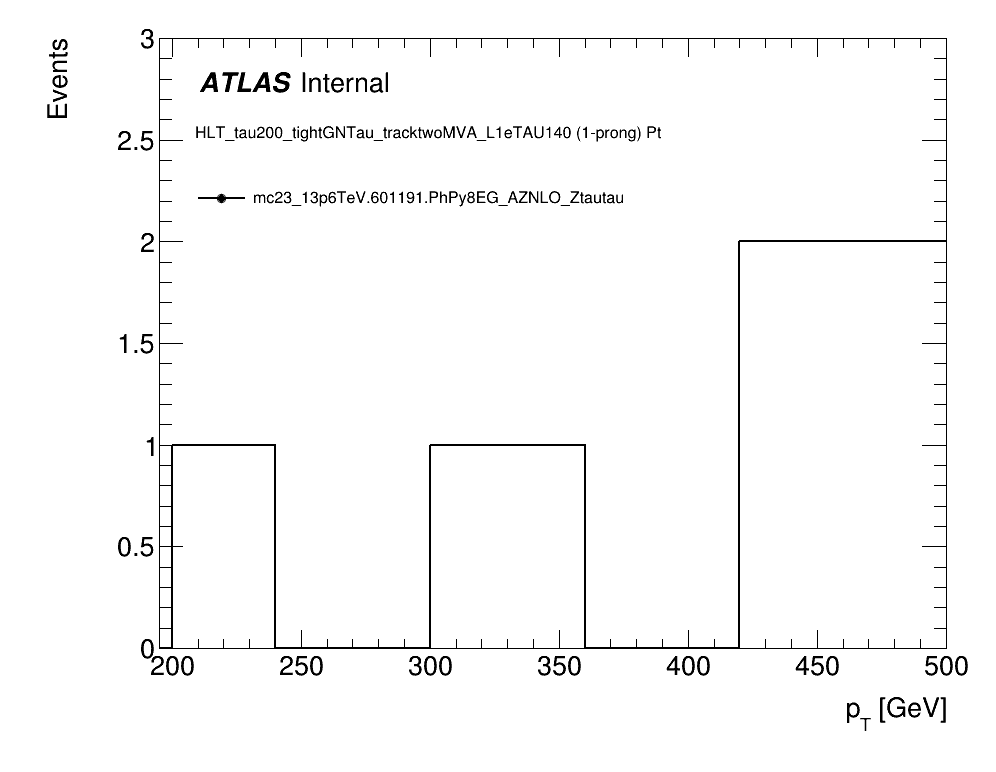 Events
3
ATLAS Internal
HLT_tau200_tightGNTau_tracktwoMVA_L1eTAU140 (1-prong) Pt
2.5
mc23_13p6TeV.601191.PhPy8EG_AZNLO_Ztautau
2
1.5
1
0.5
0
200 250 300 350 400 450 500
p_T [GeV]